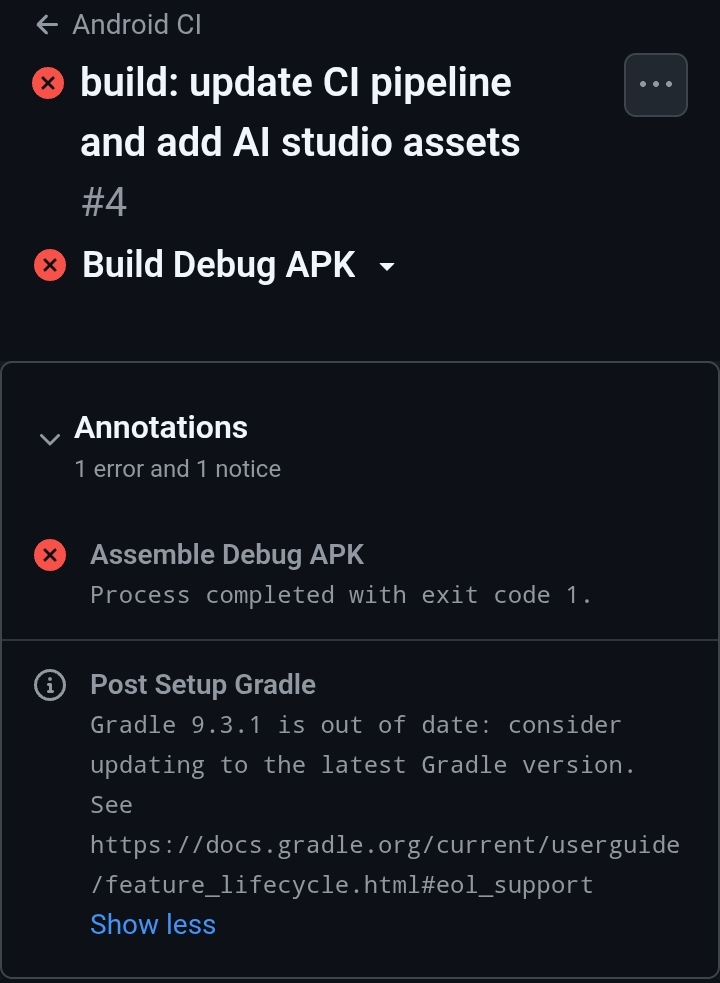 Android CI
build: update CI pipeline
and add AI studio assets
#4
Build Debug APK
Annotations
1 error and 1 notice
Assemble Debug APK
Process completed with exit code 1.
Post Setup Gradle
Gradle 9.3.1 is out of date: consider
updating to the latest Gradle version.
See
https://docs.gradle.org/current/userguide
/feature_lifecycle.html#eol_support
Show less